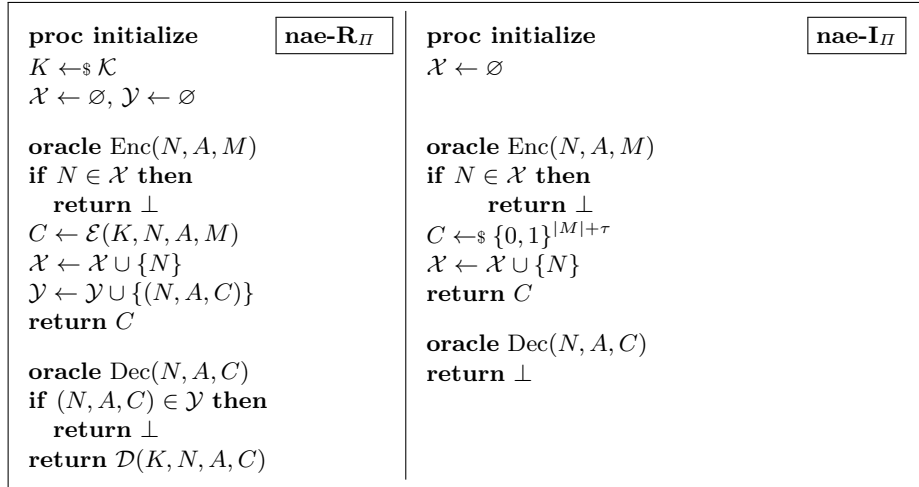 proc initialize
nae-R_Π
K ←$ 𝒦
𝒳 ← ∅, 𝒴 ← ∅
oracle Enc(N, A, M)
if N ∈ 𝒳 then
return ⊥
C ← ℰ(K, N, A, M)
𝒳 ← 𝒳 ∪ {N}
𝒴 ← 𝒴 ∪ {(N, A, C)}
return C
oracle Dec(N, A, C)
if (N, A, C) ∈ 𝒴 then
return ⊥
return 𝒟(K, N, A, C)
proc initialize
nae-I_Π
𝒳 ← ∅
oracle Enc(N, A, M)
if N ∈ 𝒳 then
return ⊥
C ←$ {0, 1}^{|M|+τ}
𝒳 ← 𝒳 ∪ {N}
return C
oracle Dec(N, A, C)
return ⊥